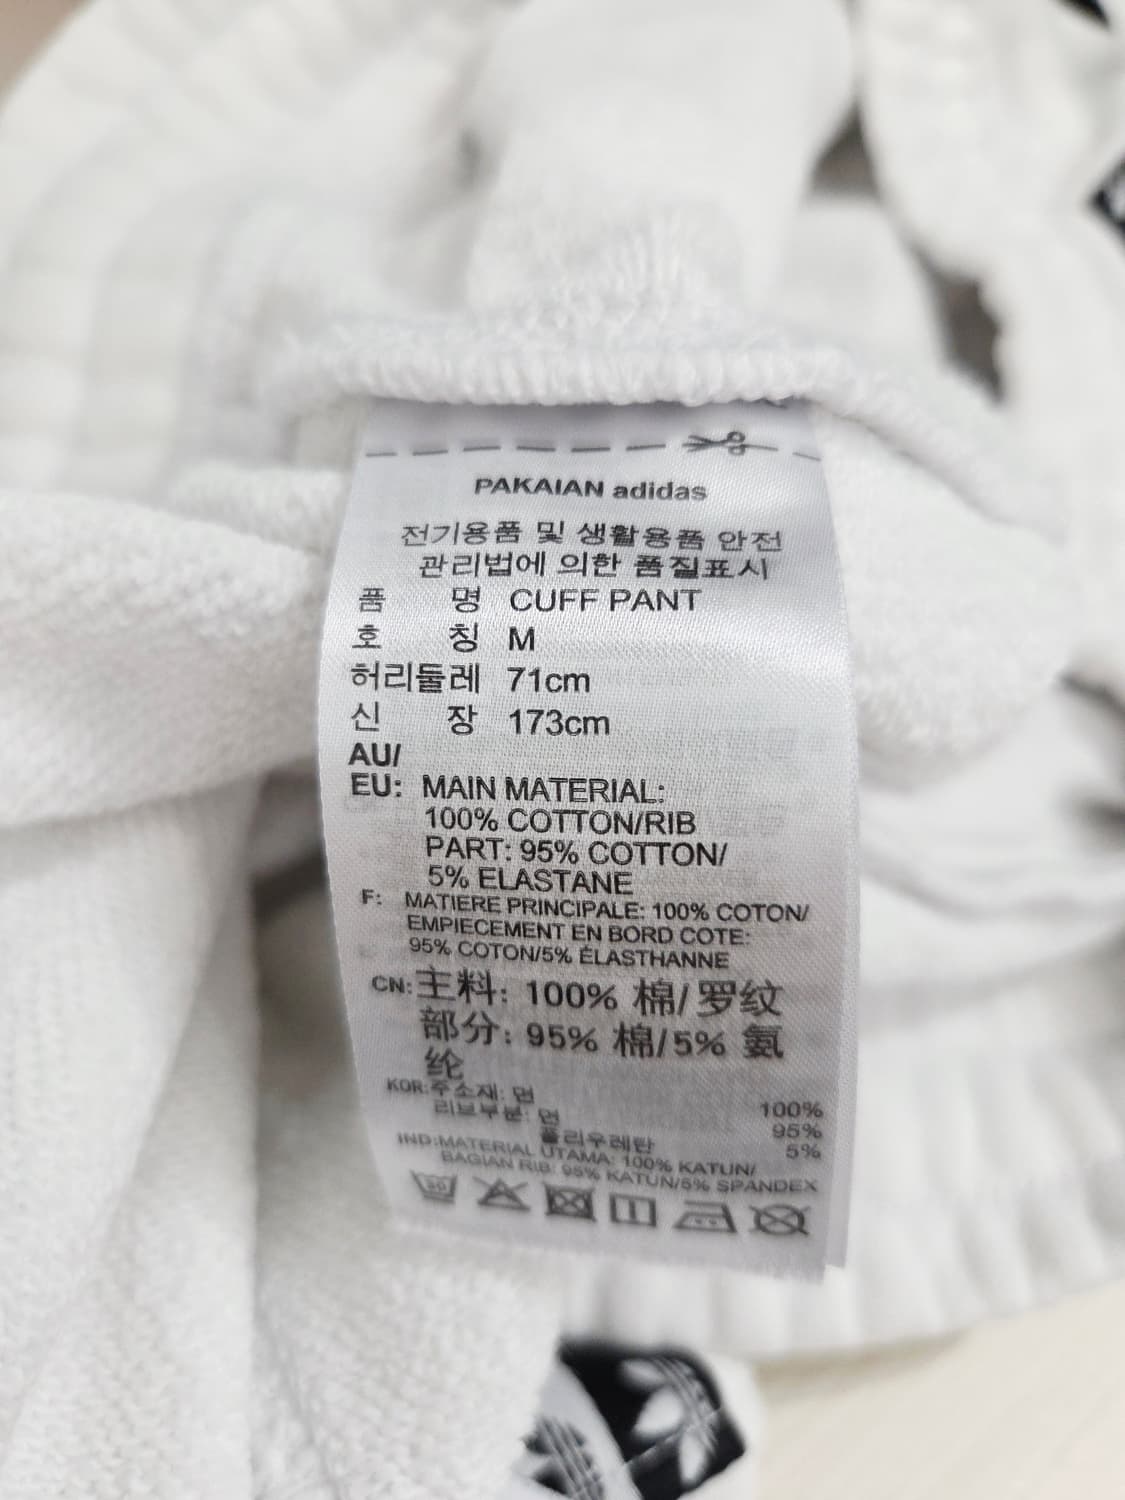 PAKAIAN adidas
전기용품 및 생활용품 안전
관리법에 의한 품질표시
품 명 CUFF PANT
호 칭 M
허리둘레 71cm
신 장 173cm
AU/
EU: MAIN MATERIAL:
100% COTTON/RIB
PART: 95% COTTON/
5% ELASTANE
F: MATIERE PRINCIPALE: 100% COTON/
EMPIECEMENT EN BORD COTE:
95% COTON/5% ÉLASTHANNE
CN: 主料: 100% 棉/罗纹
部分: 95% 棉/5% 氨
纶
KOR: 주소재: 면 100%
리브부분: 면 95%
폴리우레탄 5%
IND: MATERIAL UTAMA: 100% KATUN/
BAGIAN RIB: 95% KATUN/5% SPANDEX
30